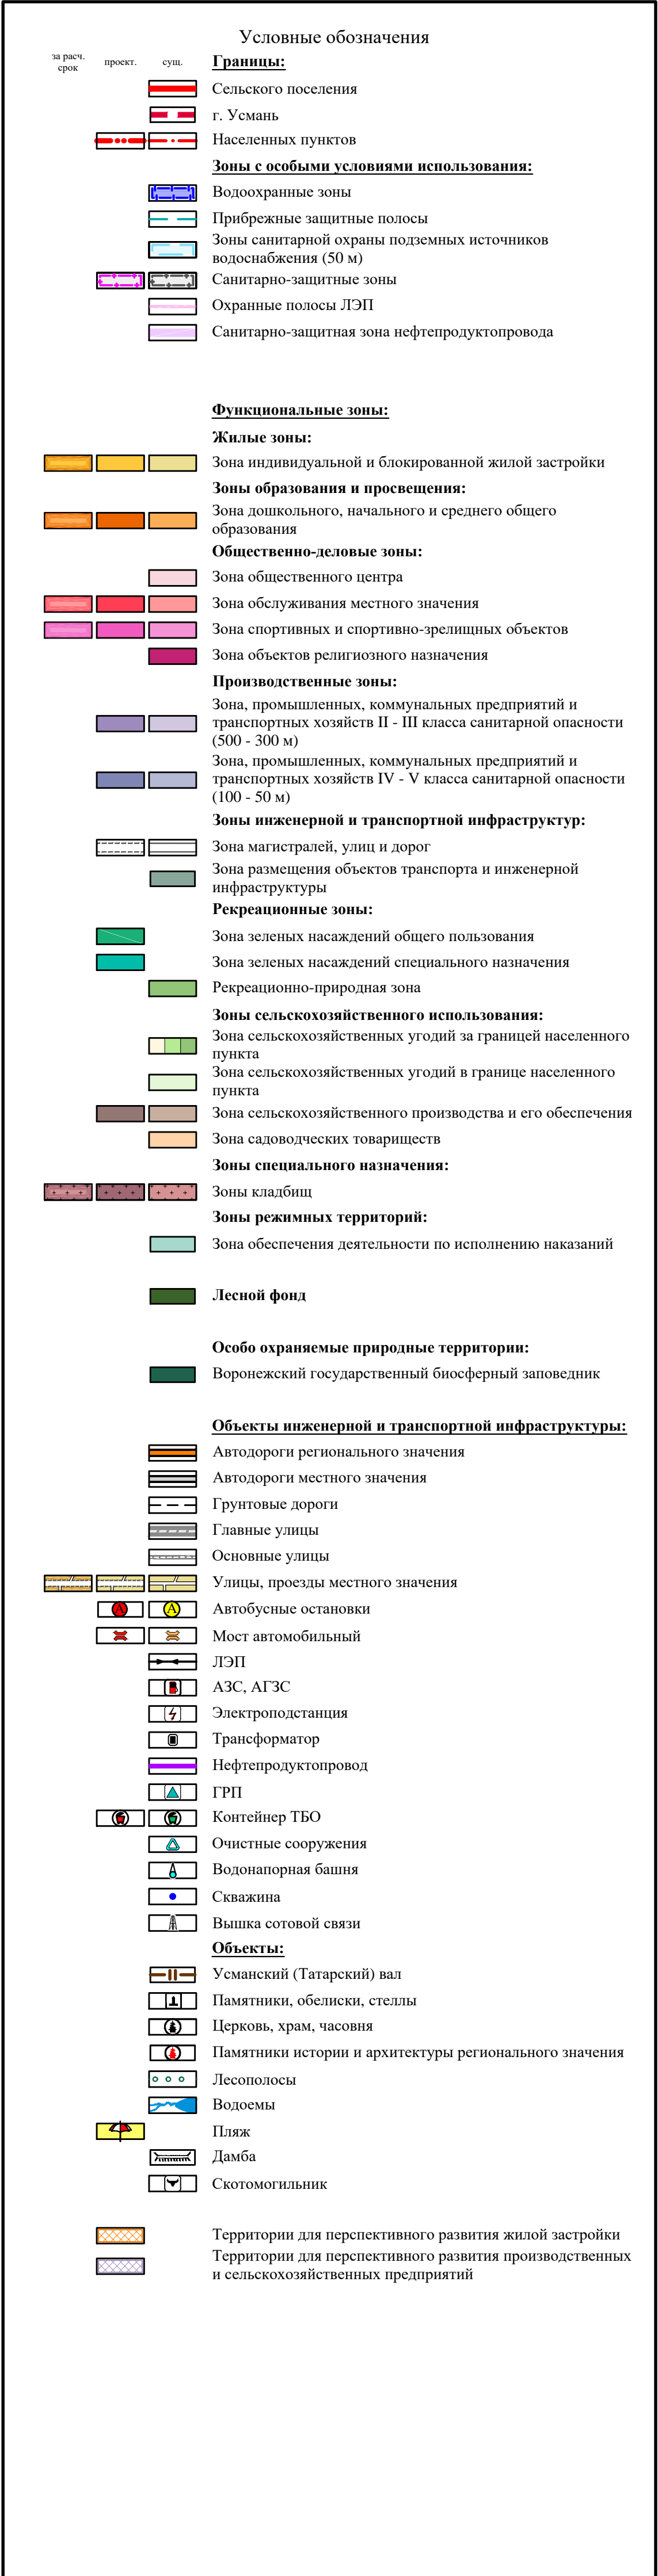 Условные обозначения
за расч.
срок
проект.
сущ.
Границы:
Сельского поселения
г. Усмань
Населенных пунктов
Зоны с особыми условиями использования:
Водоохранные зоны
Прибрежные защитные полосы
Зоны санитарной охраны подземных источников
водоснабжения (50 м)
Санитарно-защитные зоны
Охранные полосы ЛЭП
Санитарно-защитная зона нефтепродуктопровода
Функциональные зоны:
Жилые зоны:
Зона индивидуальной и блокированной жилой застройки
Зоны образования и просвещения:
Зона дошкольного, начального и среднего общего
образования
Общественно-деловые зоны:
Зона общественного центра
Зона обслуживания местного значения
Зона спортивных и спортивно-зрелищных объектов
Зона объектов религиозного назначения
Производственные зоны:
Зона, промышленных, коммунальных предприятий и
транспортных хозяйств II - III класса санитарной опасности
(500 - 300 м)
Зона, промышленных, коммунальных предприятий и
транспортных хозяйств IV - V класса санитарной опасности
(100 - 50 м)
Зоны инженерной и транспортной инфраструктур:
Зона магистралей, улиц и дорог
Зона размещения объектов транспорта и инженерной
инфраструктуры
Рекреационные зоны:
Зона зеленых насаждений общего пользования
Зона зеленых насаждений специального назначения
Рекреационно-природная зона
Зоны сельскохозяйственного использования:
Зона сельскохозяйственных угодий за границей населенного
пункта
Зона сельскохозяйственных угодий в границе населенного
пункта
Зона сельскохозяйственного производства и его обеспечения
Зона садоводческих товариществ
Зоны специального назначения:
Зоны кладбищ
Зоны режимных территорий:
Зона обеспечения деятельности по исполнению наказаний
Лесной фонд
Особо охраняемые природные территории:
Воронежский государственный биосферный заповедник
Объекты инженерной и транспортной инфраструктуры:
Автодороги регионального значения
Автодороги местного значения
Грунтовые дороги
Главные улицы
Основные улицы
Улицы, проезды местного значения
А А Автобусные остановки
Мост автомобильный
ЛЭП
АЗС, АГЗС
Электроподстанция
Трансформатор
Нефтепродуктопровод
ГРП
Контейнер ТБО
Очистные сооружения
Водонапорная башня
Скважина
Вышка сотовой связи
Объекты:
Усманский (Татарский) вал
Памятники, обелиски, стеллы
Церковь, храм, часовня
Памятники истории и архитектуры регионального значения
Лесополосы
Водоемы
Пляж
Дамба
Скотомогильник
Территории для перспективного развития жилой застройки
Территории для перспективного развития производственных
и сельскохозяйственных предприятий